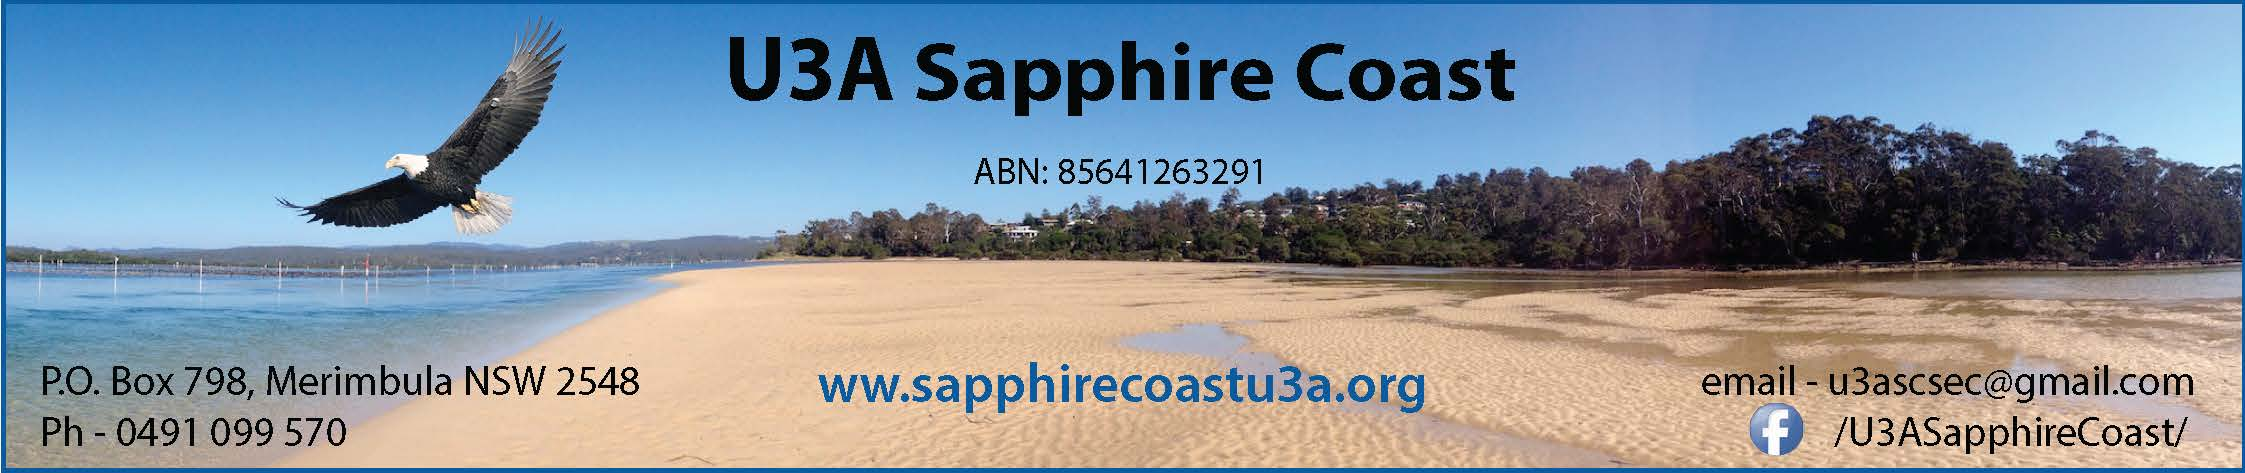 U3A Sapphire Coast
ABN: 85641263291
P.O. Box 798, Merimbula NSW 2548
Ph - 0491 099 570
ww.sapphirecoastu3a.org
email - u3ascsec@gmail.com
f /U3ASapphireCoast/